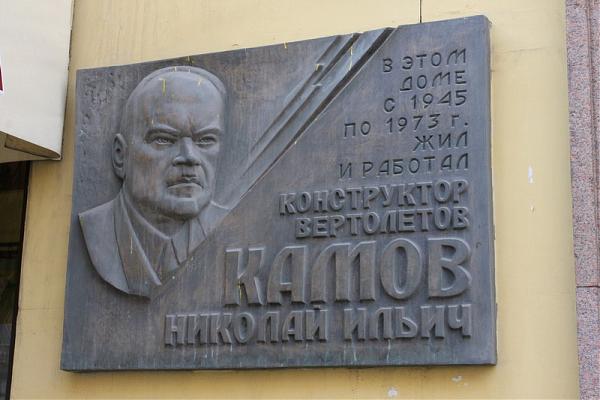 В ЭТОМ
ДОМЕ
С 1945
ПО 1973 г.
ЖИЛ
И РАБОТАЛ
КОНСТРУКТОР
ВЕРТОЛЕТОВ
КАМОВ
НИКОЛАЙ ИЛЬИЧ